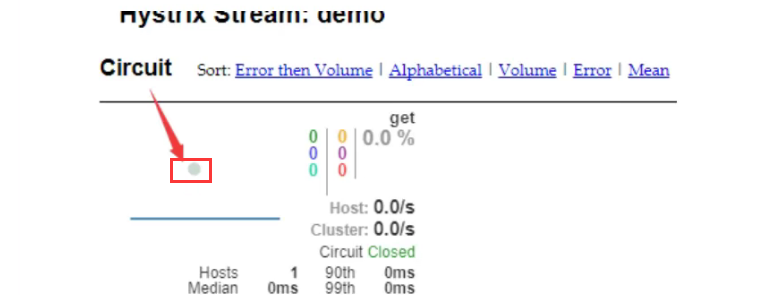 Hystrix Stream: demo
Circuit Sort: Error then Volume | Alphabetical | Volume | Error | Mean
get
0 0 0.0 %
0 0
0 0
Host: 0.0/s
Cluster: 0.0/s
Circuit Closed
Hosts 1 90th 0ms
Median 0ms 99th 0ms